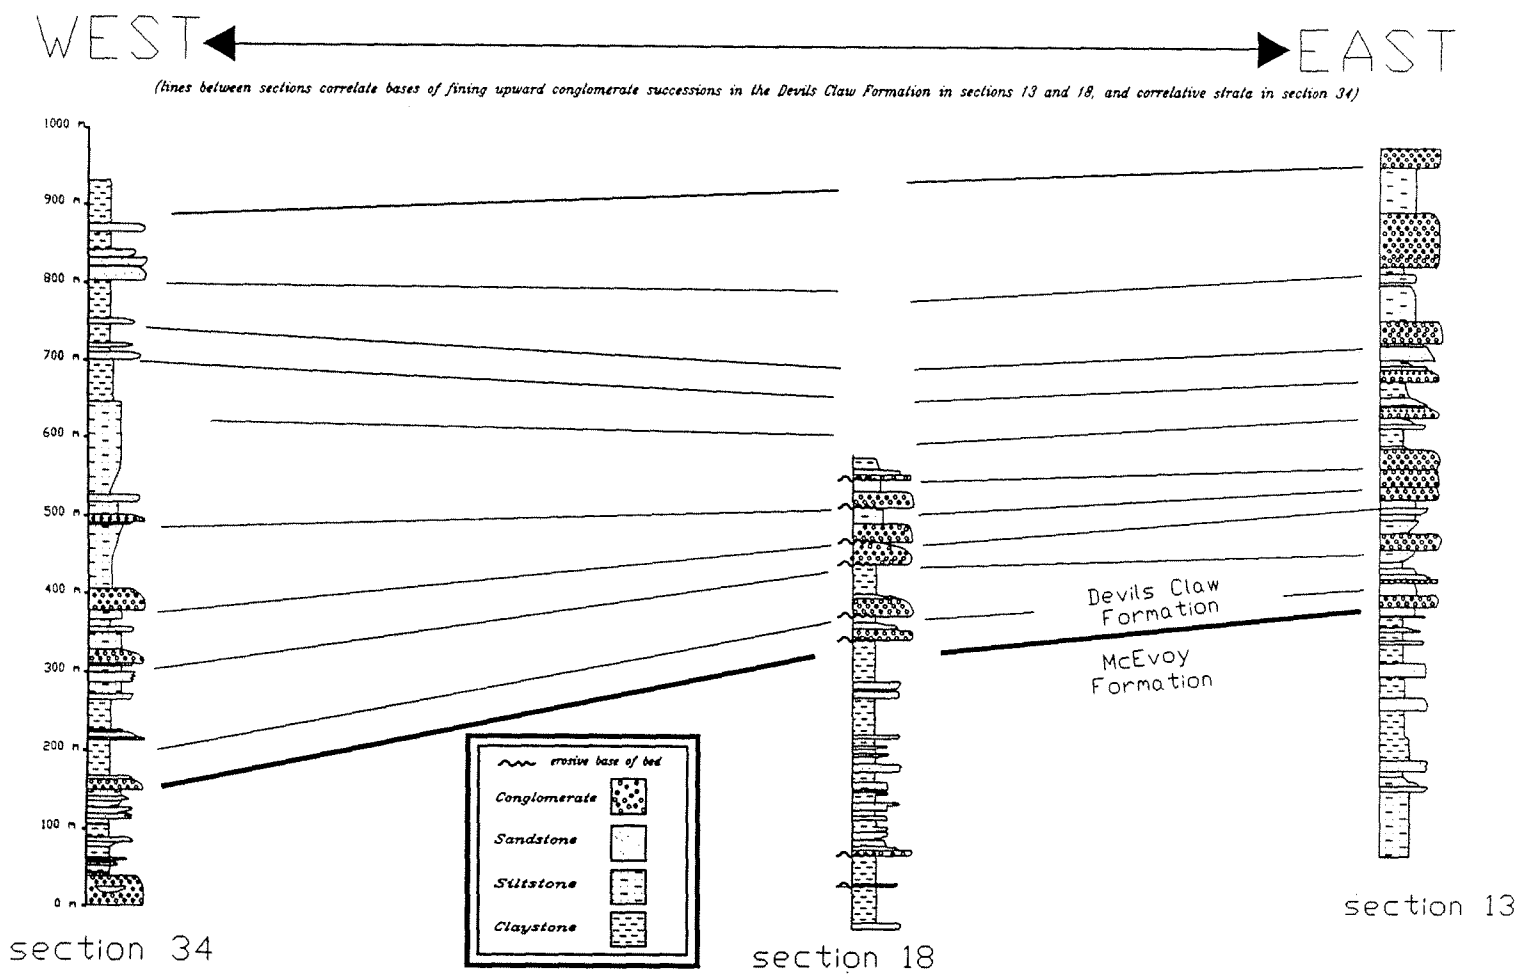 WEST EAST
(lines between sections correlate bases of fining upward conglomerate successions in the Devils Claw Formation in sections 13 and 18, and correlative strata in section 34)
1000 m
900 m
800 m
700 m
600 m
500 m
400 m
300 m
200 m
100 m
0 m
Devils Claw
Formation
McEvoy
Formation
erosive base of bed
Conglomerate
Sandstone
Siltstone
Claystone
section 34
section 18
section 13